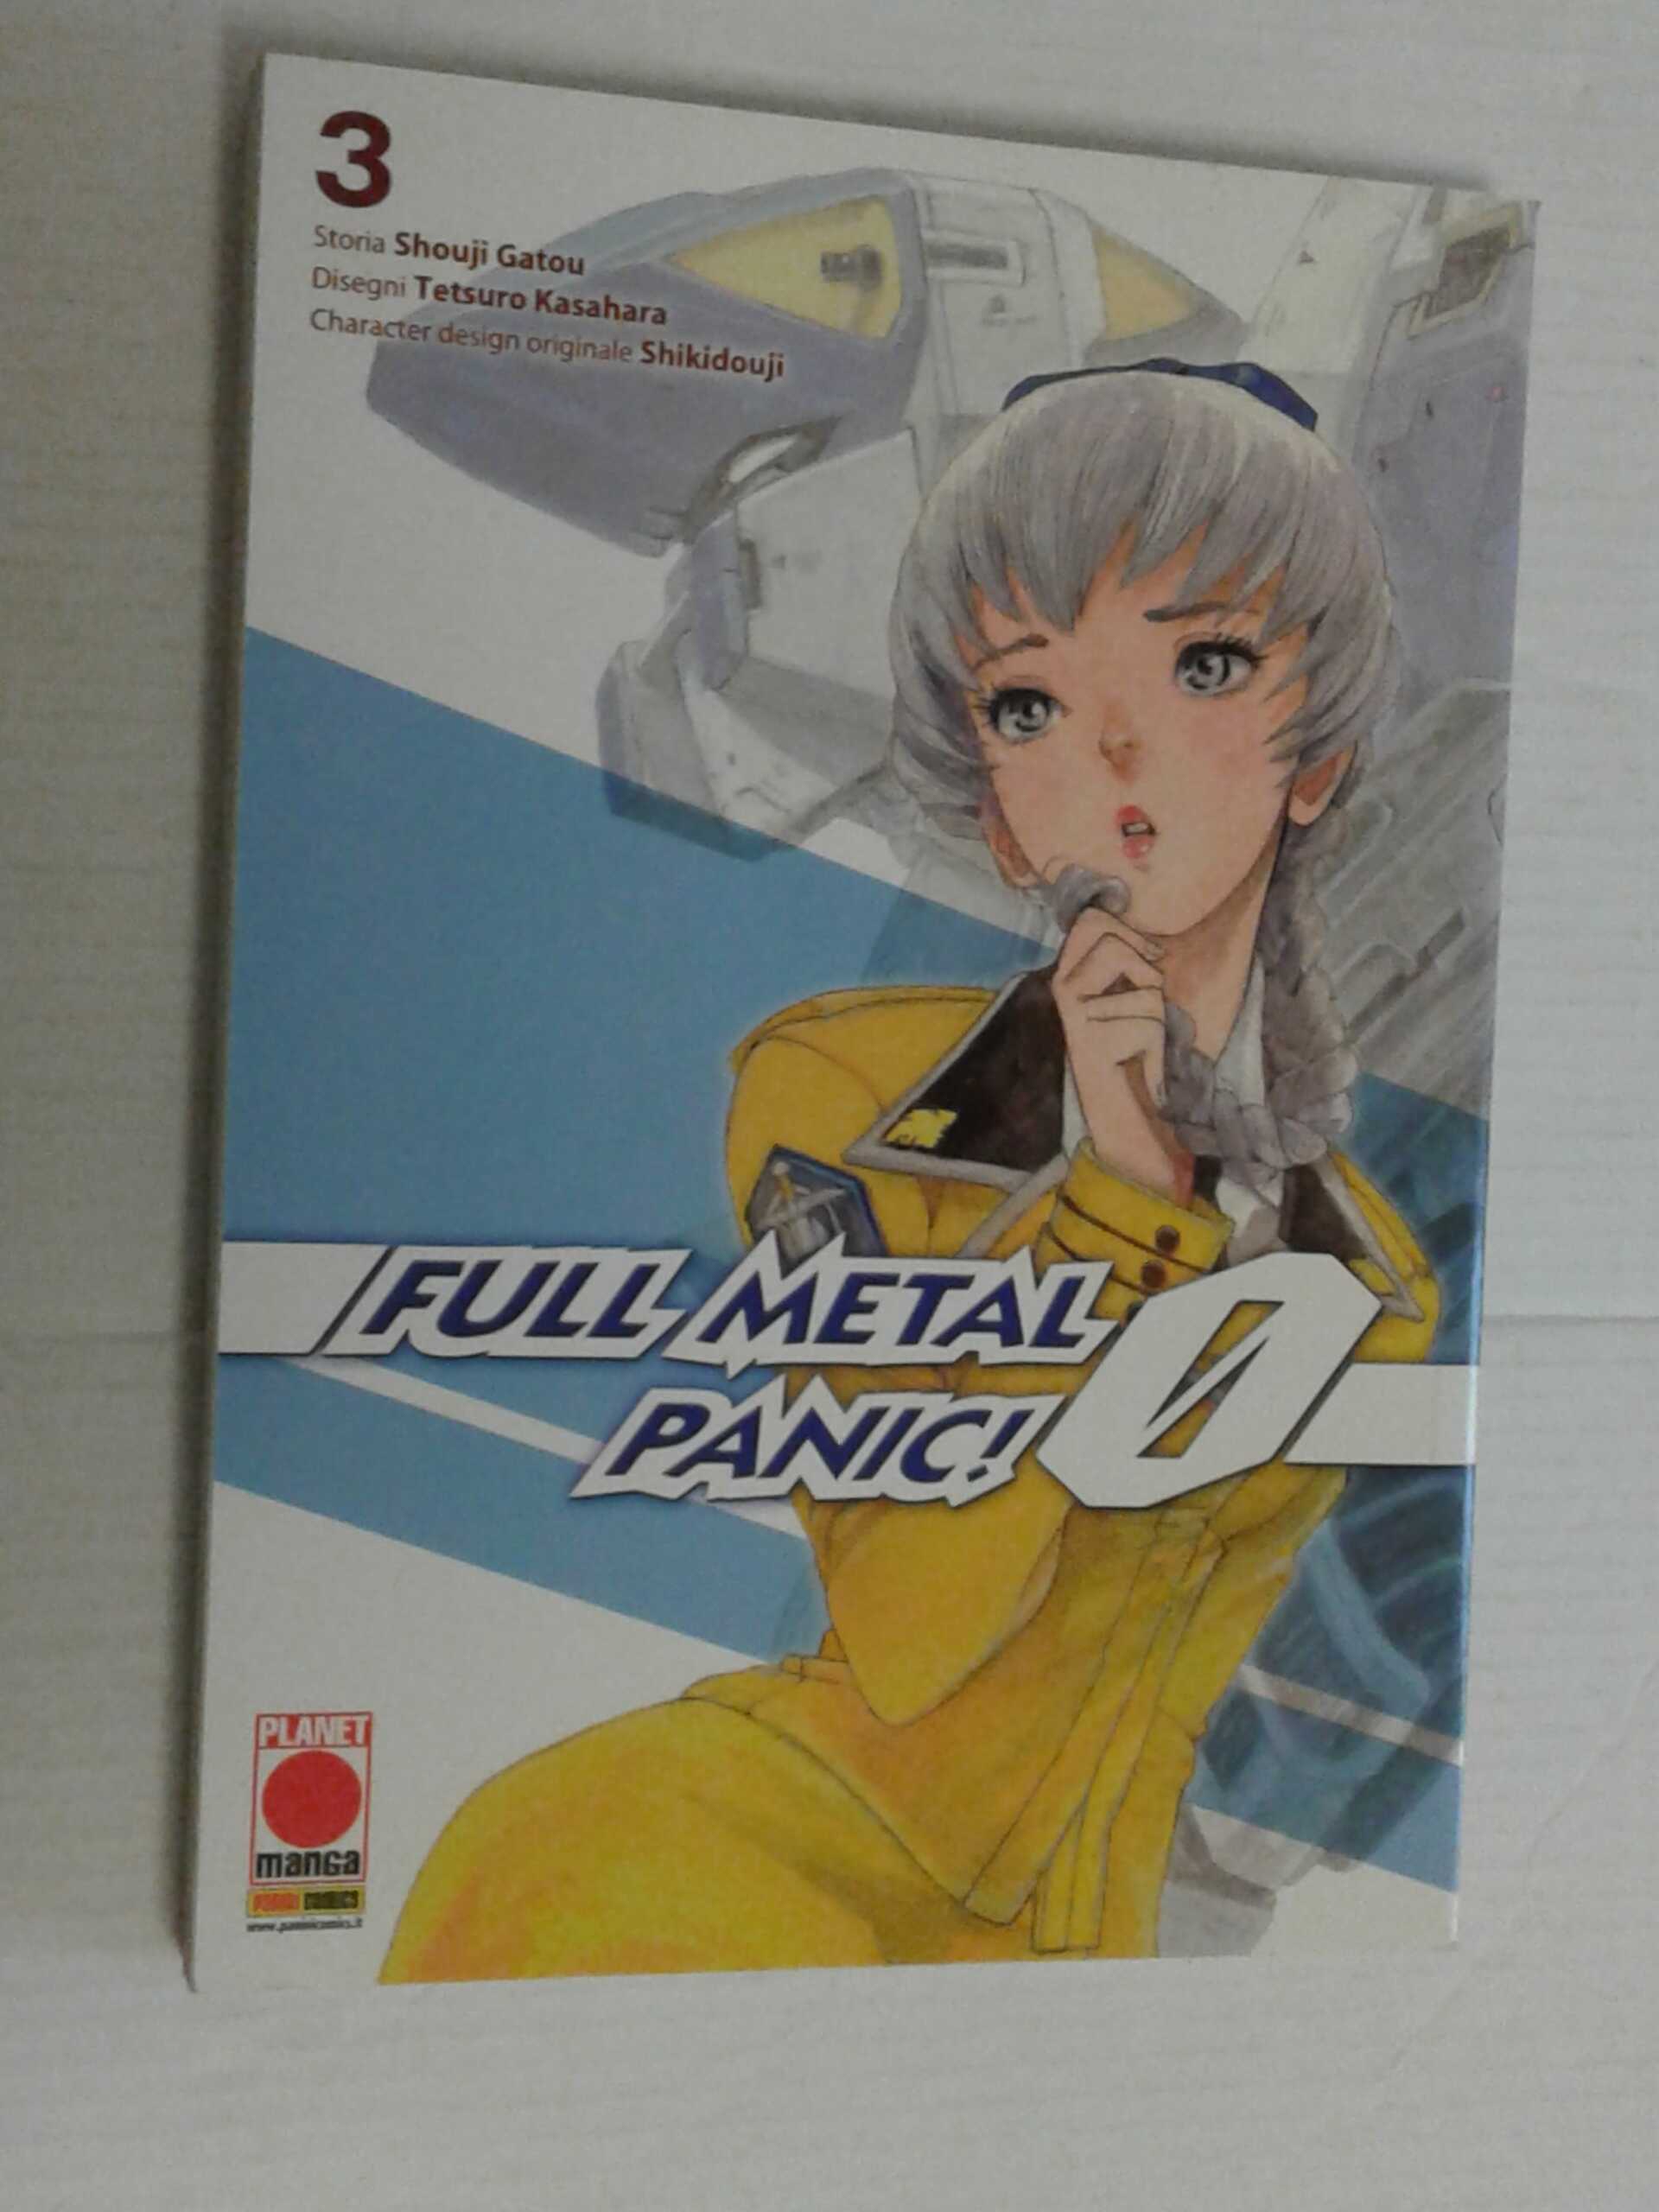 3
Storia Shouji Gatou
Disegni Tetsuro Kasahara
Character design originale Shikidouji
FULL METAL
PANIC! 0
PLANET
manga
PANINI COMICS
www.paninicomics.it